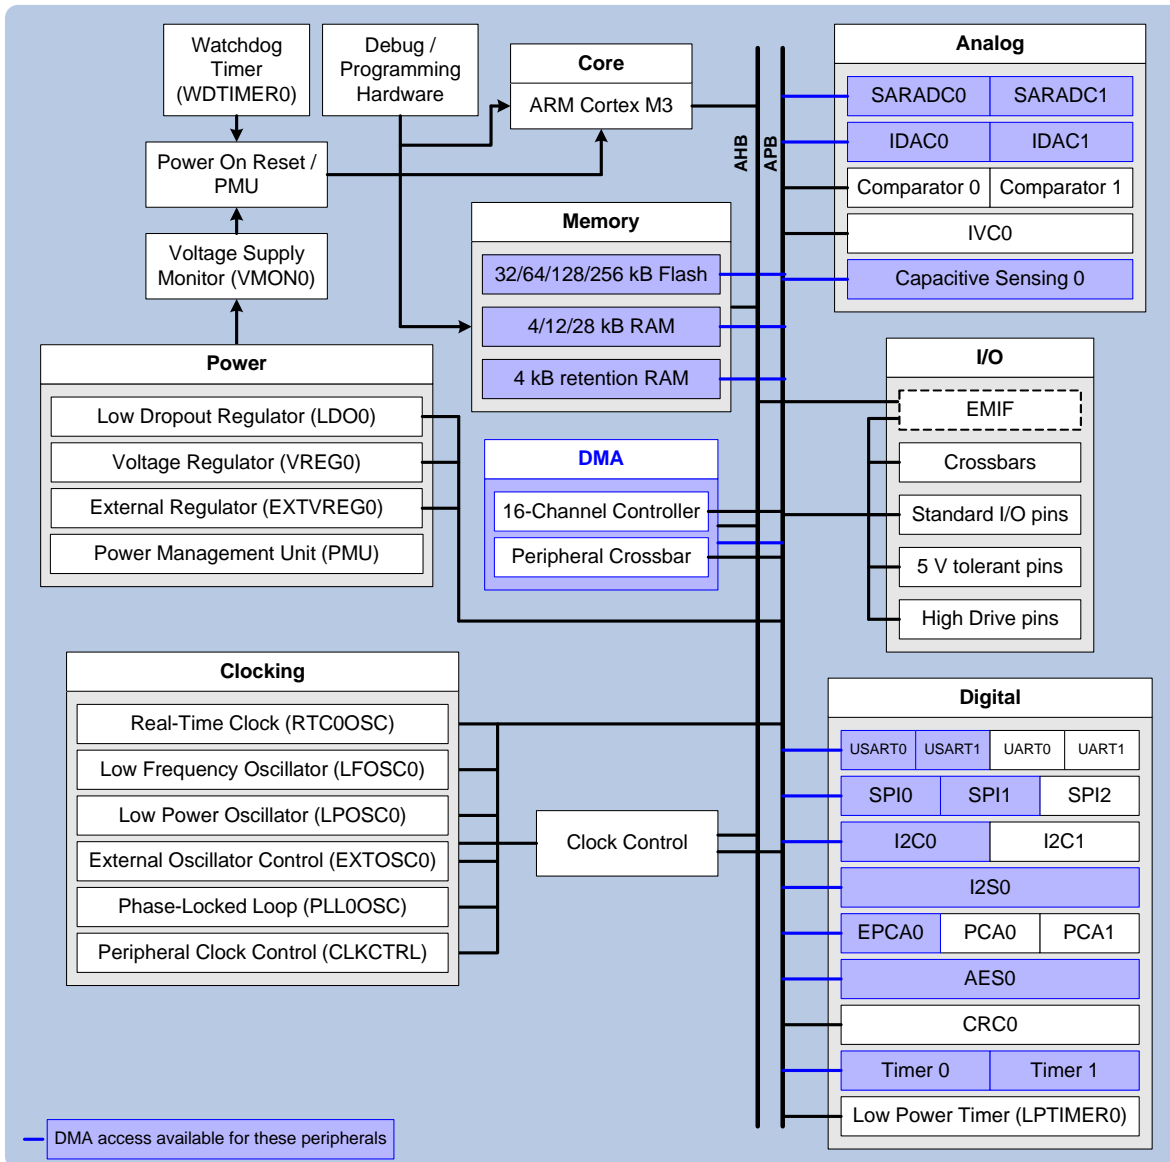 Watchdog
Timer
(WDTIMER0)
Debug /
Programming
Hardware
Core
ARM Cortex M3
Power On Reset /
PMU
Voltage Supply
Monitor (VMON0)
Memory
32/64/128/256 kB Flash
4/12/28 kB RAM
4 kB retention RAM
AHB
APB
Analog
SARADC0 SARADC1
IDAC0 IDAC1
Comparator 0 Comparator 1
IVC0
Capacitive Sensing 0
Power
Low Dropout Regulator (LDO0)
Voltage Regulator (VREG0)
External Regulator (EXTVREG0)
Power Management Unit (PMU)
DMA
16-Channel Controller
Peripheral Crossbar
I/O
EMIF
Crossbars
Standard I/O pins
5 V tolerant pins
High Drive pins
Clocking
Real-Time Clock (RTC0OSC)
Low Frequency Oscillator (LFOSC0)
Low Power Oscillator (LPOSC0)
External Oscillator Control (EXTOSC0)
Phase-Locked Loop (PLL0OSC)
Peripheral Clock Control (CLKCTRL)
Clock Control
Digital
USART0 USART1 UART0 UART1
SPI0 SPI1 SPI2
I2C0 I2C1
I2S0
EPCA0 PCA0 PCA1
AES0
CRC0
Timer 0 Timer 1
Low Power Timer (LPTIMER0)
DMA access available for these peripherals